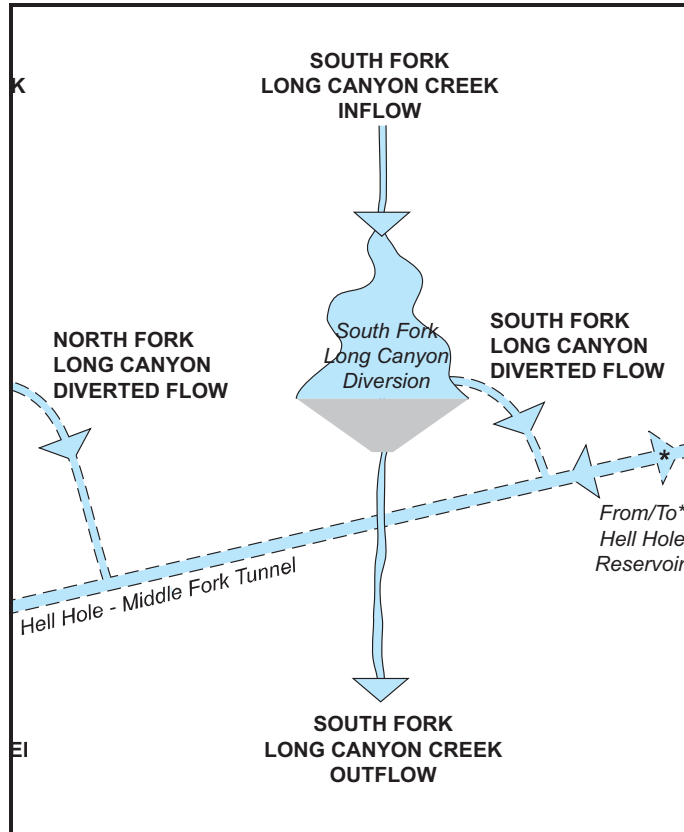 K
SOUTH FORK
LONG CANYON CREEK
INFLOW
NORTH FORK
LONG CANYON
DIVERTED FLOW
South Fork
Long Canyon
Diversion
SOUTH FORK
LONG CANYON
DIVERTED FLOW
*
From/To*
Hell Hole
Reservoir
Hell Hole - Middle Fork Tunnel
SOUTH FORK
LONG CANYON CREEK
OUTFLOW